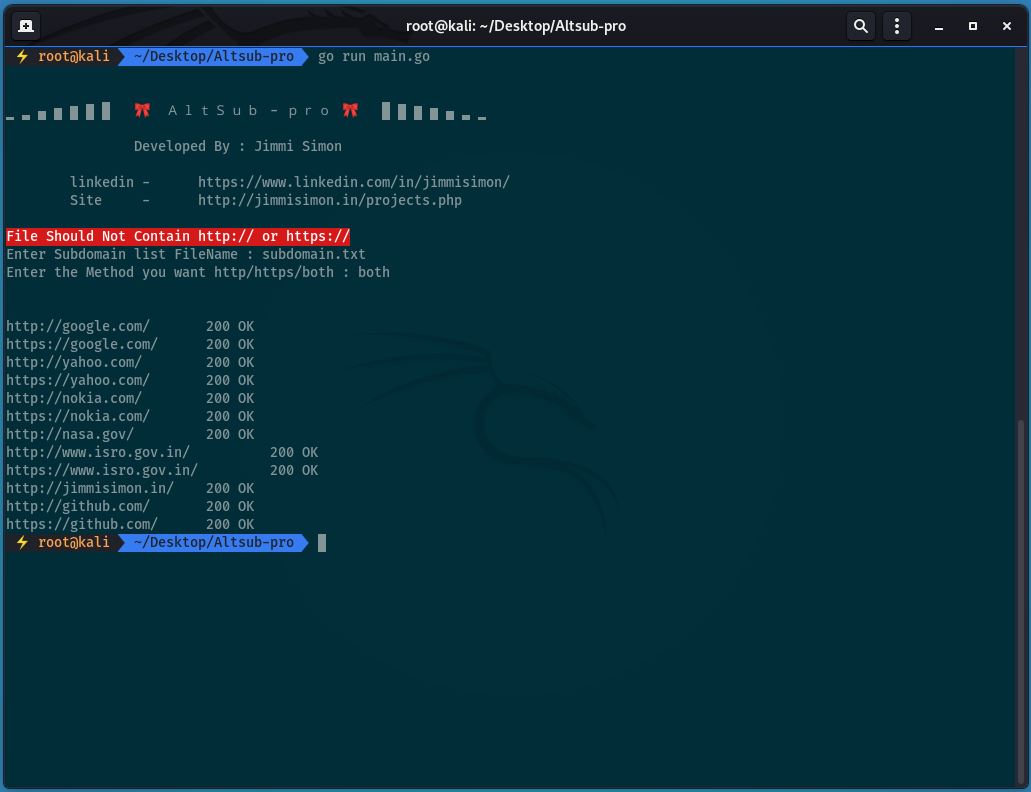 root@kali: ~/Desktop/Altsub-pro
⚡ root@kali ~/Desktop/Altsub-pro go run main.go
AltSub-pro
Developed By : Jimmi Simon
linkedin - https://www.linkedin.com/in/jimmisimon/
Site - http://jimmisimon.in/projects.php
File Should Not Contain http:// or https://
Enter Subdomain list FileName : subdomain.txt
Enter the Method you want http/https/both : both
http://google.com/ 200 OK
https://google.com/ 200 OK
http://yahoo.com/ 200 OK
https://yahoo.com/ 200 OK
http://nokia.com/ 200 OK
https://nokia.com/ 200 OK
http://nasa.gov/ 200 OK
http://www.isro.gov.in/ 200 OK
https://www.isro.gov.in/ 200 OK
http://jimmisimon.in/ 200 OK
http://github.com/ 200 OK
https://github.com/ 200 OK
⚡ root@kali ~/Desktop/Altsub-pro